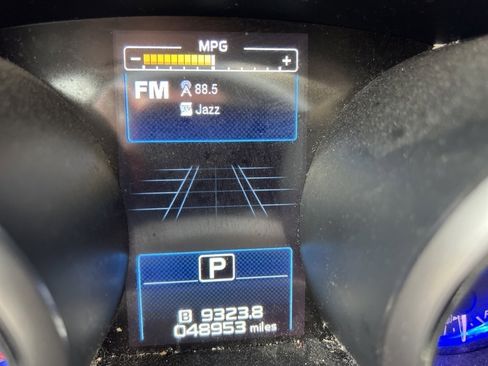 MPG
- +
FM 88.5
Jazz
P
B 9323.8
048953 miles